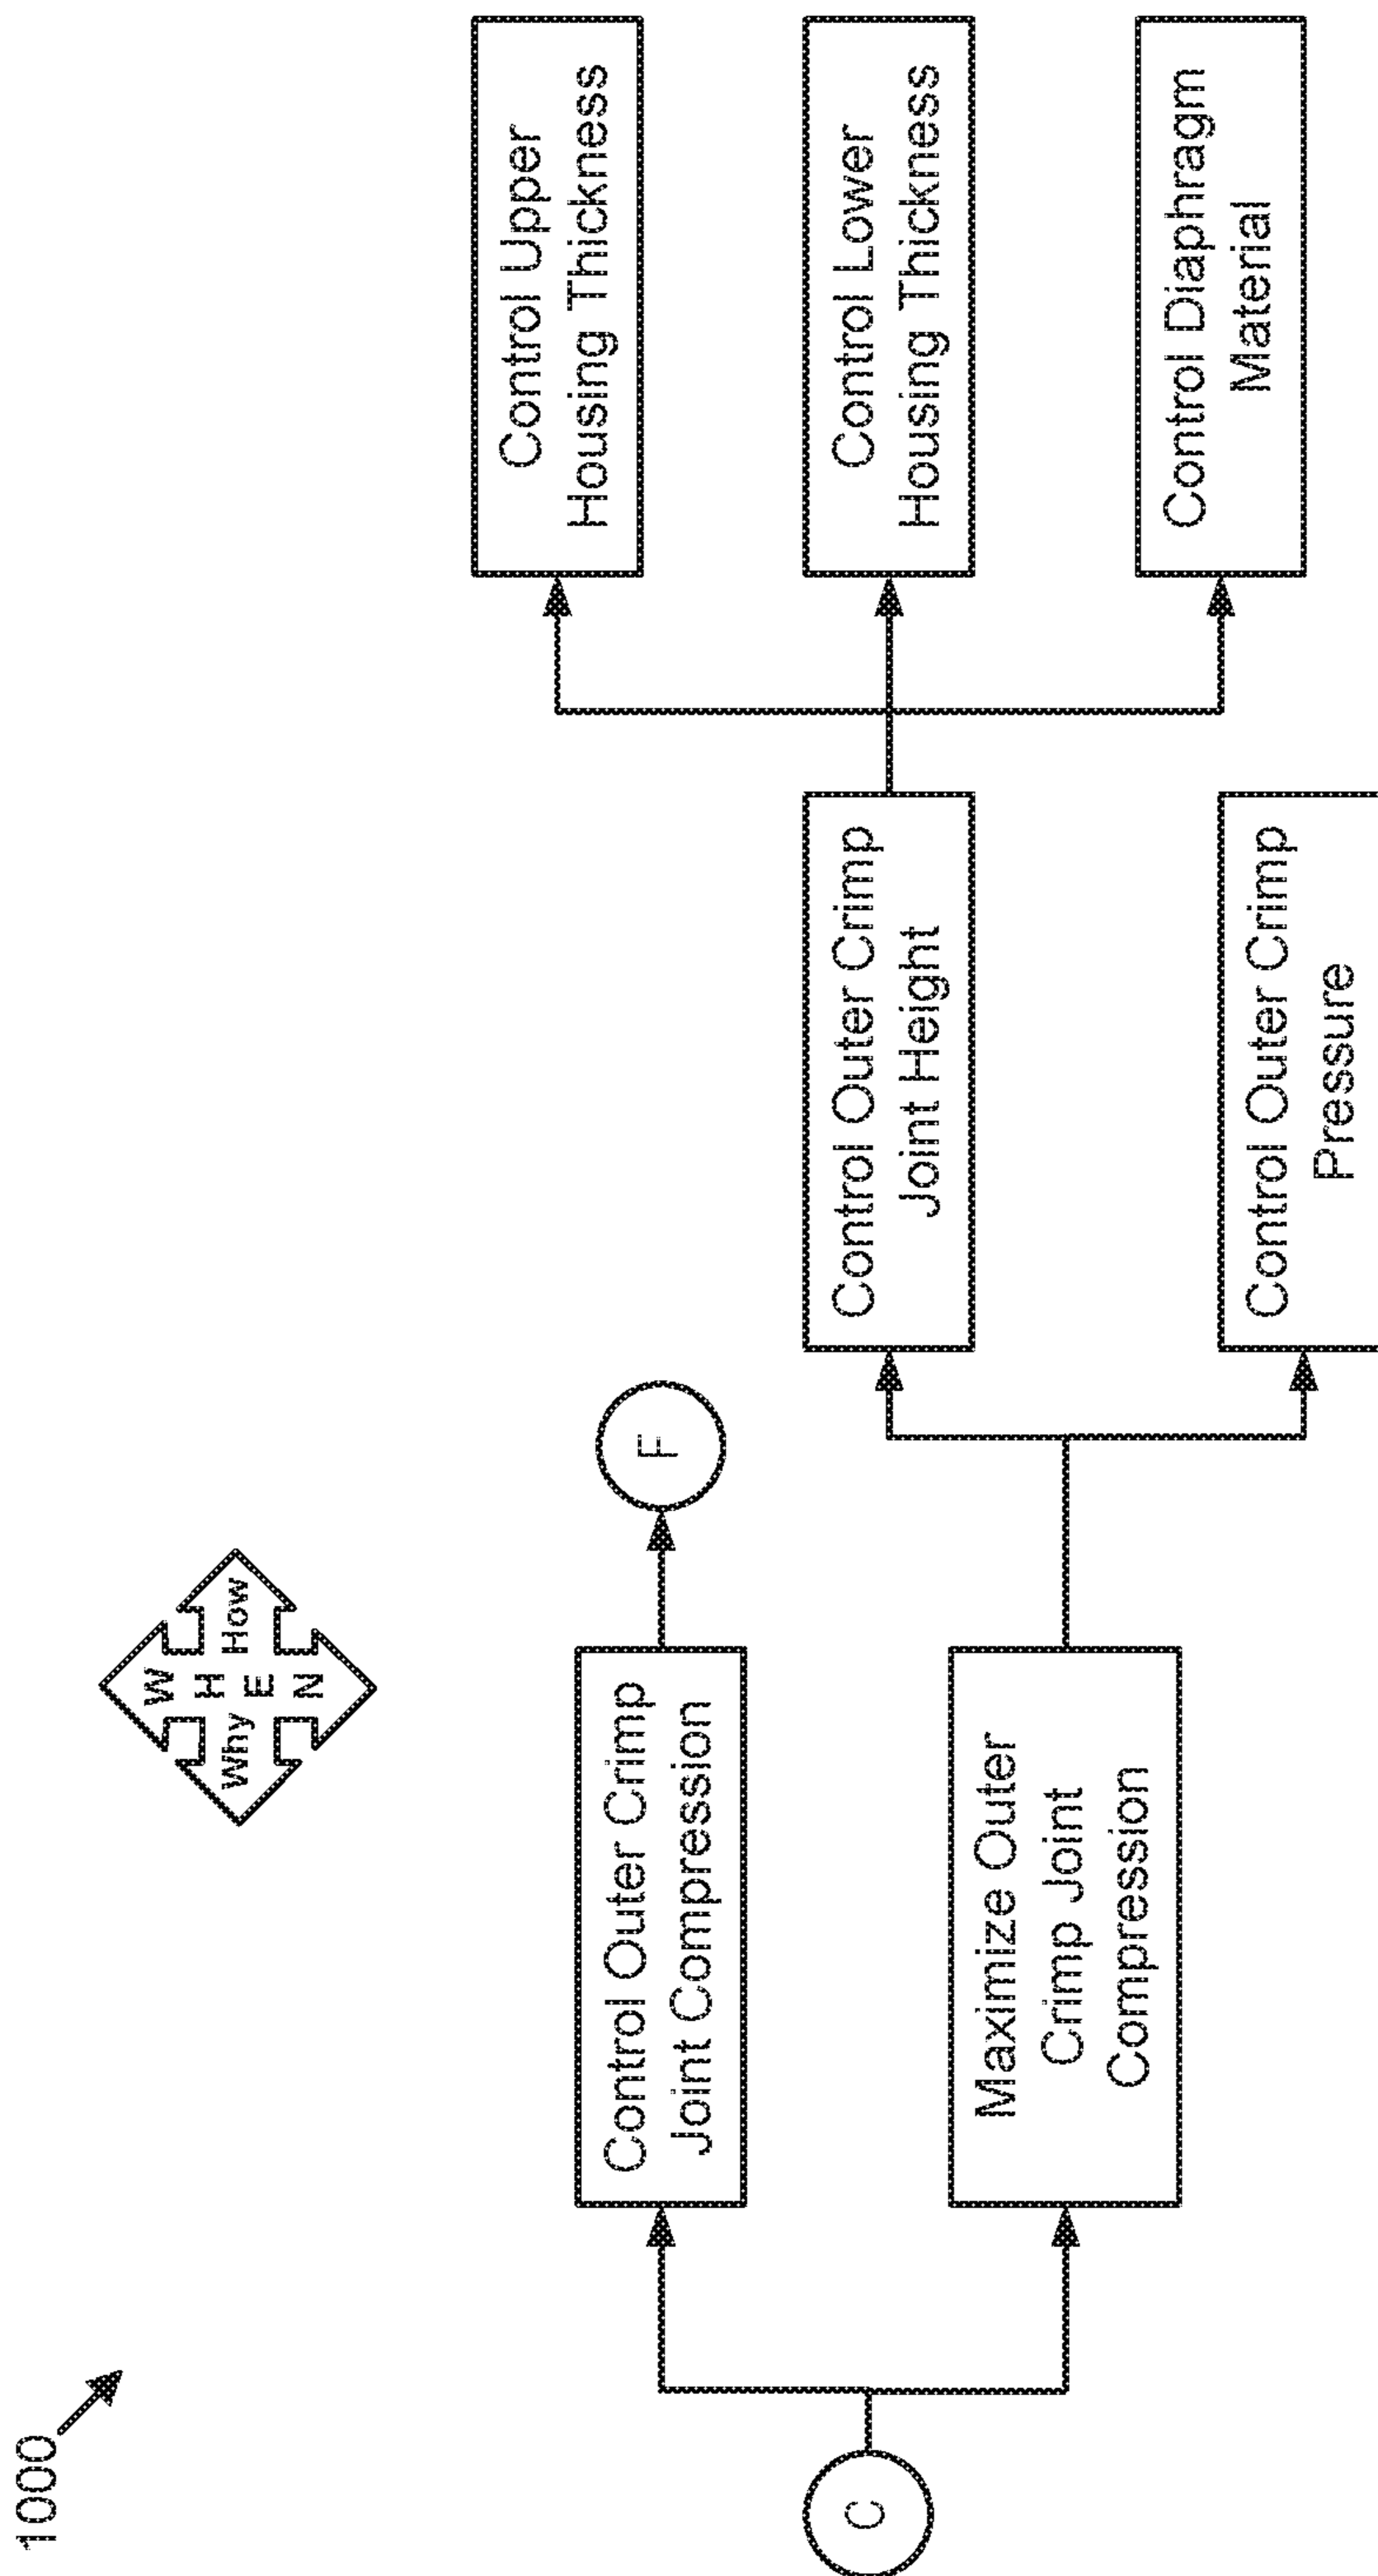 1000
W
H
E
N
Why
How
C
Control Outer Crimp
Joint Compression
F
Maximize Outer
Crimp Joint
Compression
Control Outer Crimp
Joint Height
Control Outer Crimp
Pressure
Control Upper
Housing Thickness
Control Lower
Housing Thickness
Control Diaphragm
Material